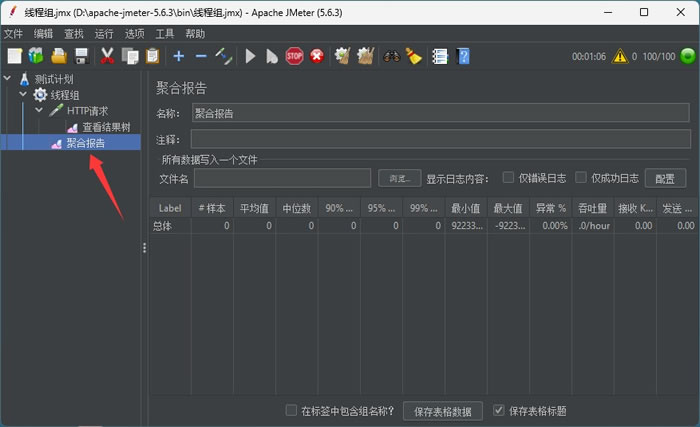 线程组.jmx (D:\apache-jmeter-5.6.3\bin\线程组.jmx) - Apache JMeter (5.6.3)
文件 编辑 查找 运行 选项 工具 帮助
STOP 00:01:06 0 100/100
测试计划
线程组
HTTP请求
查看结果树
聚合报告
聚合报告
名称: 聚合报告
注释:
所有数据写入一个文件
文件名 浏览... 显示日志内容: 仅错误日志 仅成功日志 配置
Label # 样本 平均值 中位数 90% ... 95% ... 99% ... 最小值 最大值 异常 % 吞吐量 接收 K... 发送 ...
总体 0 0 0 0 0 0 92233... -9223... 0.00% .0/hour 0.00 0.00
在标签中包含组名称? 保存表格数据 保存表格标题